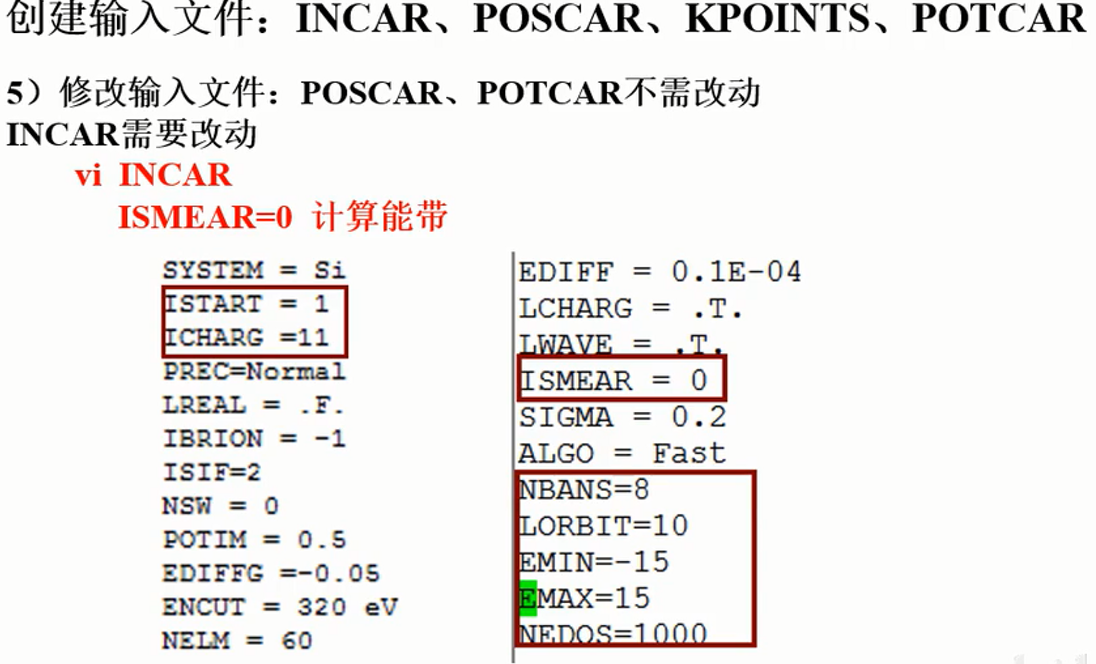 创建输入文件：INCAR、POSCAR、KPOINTS、POTCAR
5）修改输入文件：POSCAR、POTCAR不需改动
INCAR需要改动
vi INCAR
ISMEAR=0 计算能带
SYSTEM = Si
ISTART = 1
ICHARG =11
PREC=Normal
LREAL = .F.
IBRION = -1
ISIF=2
NSW = 0
POTIM = 0.5
EDIFFG =-0.05
ENCUT = 320 eV
NELM = 60
EDIFF = 0.1E-04
LCHARG = .T.
LWAVE = .T.
ISMEAR = 0
SIGMA = 0.2
ALGO = Fast
NBANS=8
LORBIT=10
EMIN=-15
EMAX=15
NEDOS=1000